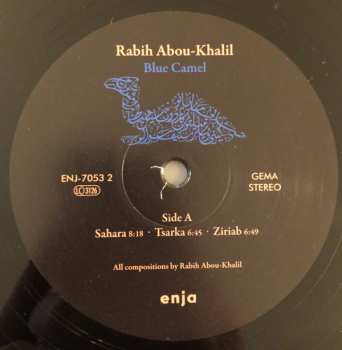 Rabih Abou-Khalil
Blue Camel
ENJ-7053 2
LC 3126
GEMA
STEREO
Side A
Sahara 8:18 · Tsarka 6:45 · Ziriab 6:49
All compositions by Rabih Abou-Khalil
enja